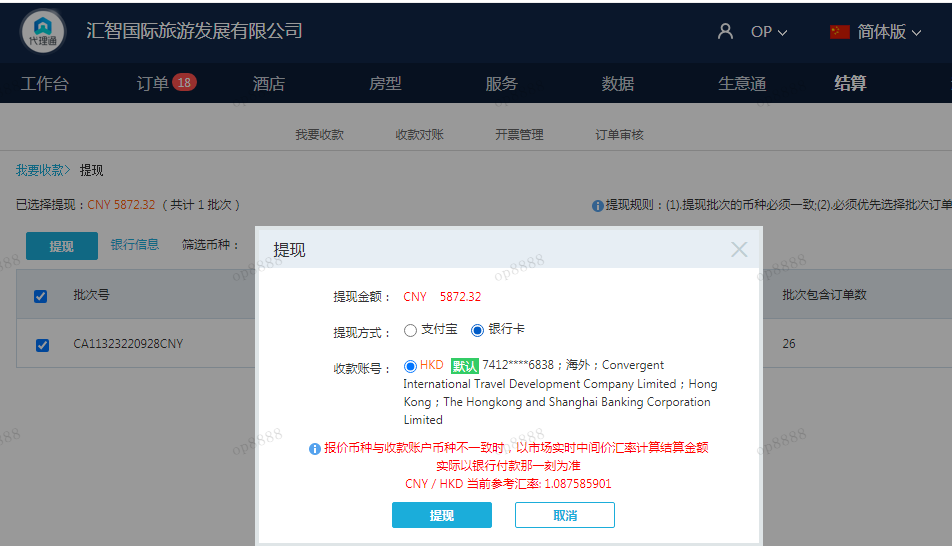 代理通
汇智国际旅游发展有限公司
OP
简体版
工作台 订单 18 酒店 房型 服务 数据 生意通 结算
我要收款 收款对账 开票管理 订单审核
我要收款> 提现
已选择提现：CNY 5872.32 （ 共计 1 批次 ）
提现规则：(1).提现批次的币种必须一致;(2).必须优先选择批次订单
提现 银行信息 筛选币种：
批次号
批次包含订单数
CA11323220928CNY
26
提现
提现金额： CNY 5872.32
提现方式： 支付宝 银行卡
收款账号： HKD 默认 7412****6838；海外；Convergent
International Travel Development Company Limited；Hong
Kong；The Hongkong and Shanghai Banking Corporation
Limited
报价币种与收款账户币种不一致时，以市场实时中间价汇率计算结算金额
实际以银行付款那一刻为准
CNY / HKD 当前参考汇率: 1.087585901
提现 取消
op8888
op8888
op8888
op8888
op8888
op8888